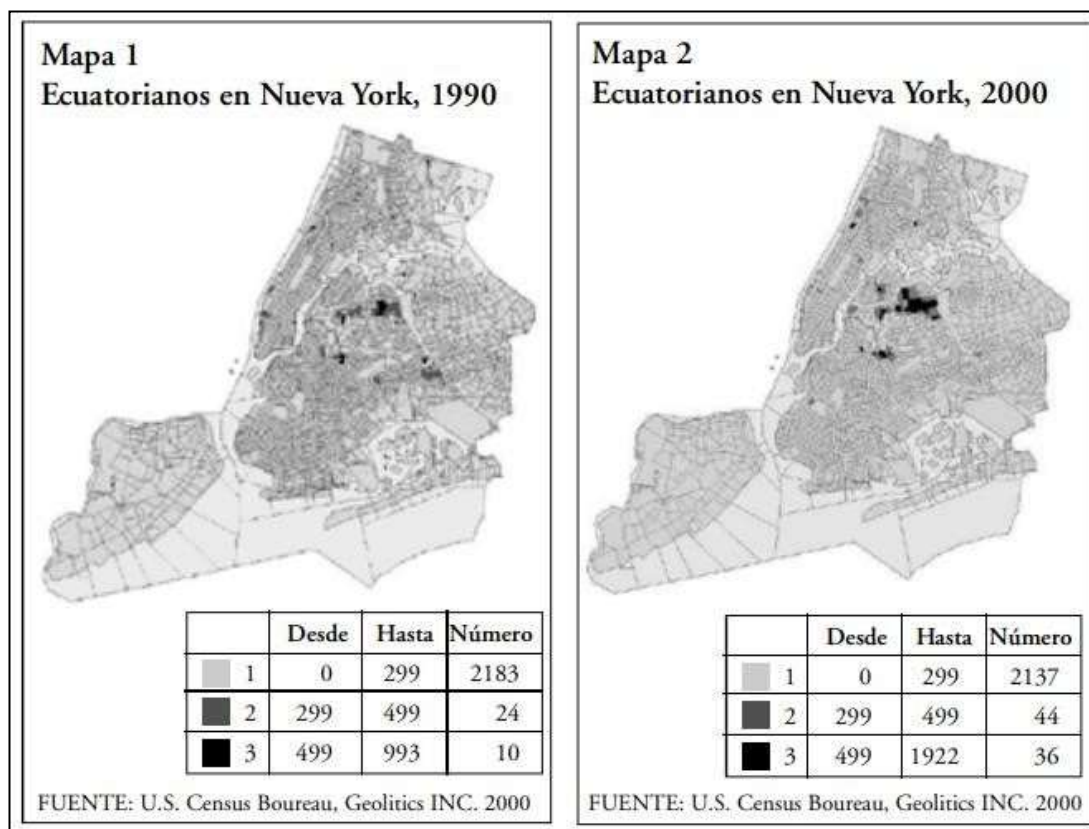 Mapa 1
Ecuatorianos en Nueva York, 1990
Desde Hasta Número
1 0 299 2183
2 299 499 24
3 499 993 10
FUENTE: U.S. Census Boureau, Geolitics INC. 2000
Mapa 2
Ecuatorianos en Nueva York, 2000
Desde Hasta Número
1 0 299 2137
2 299 499 44
3 499 1922 36
FUENTE: U.S. Census Boureau, Geolitics INC. 2000